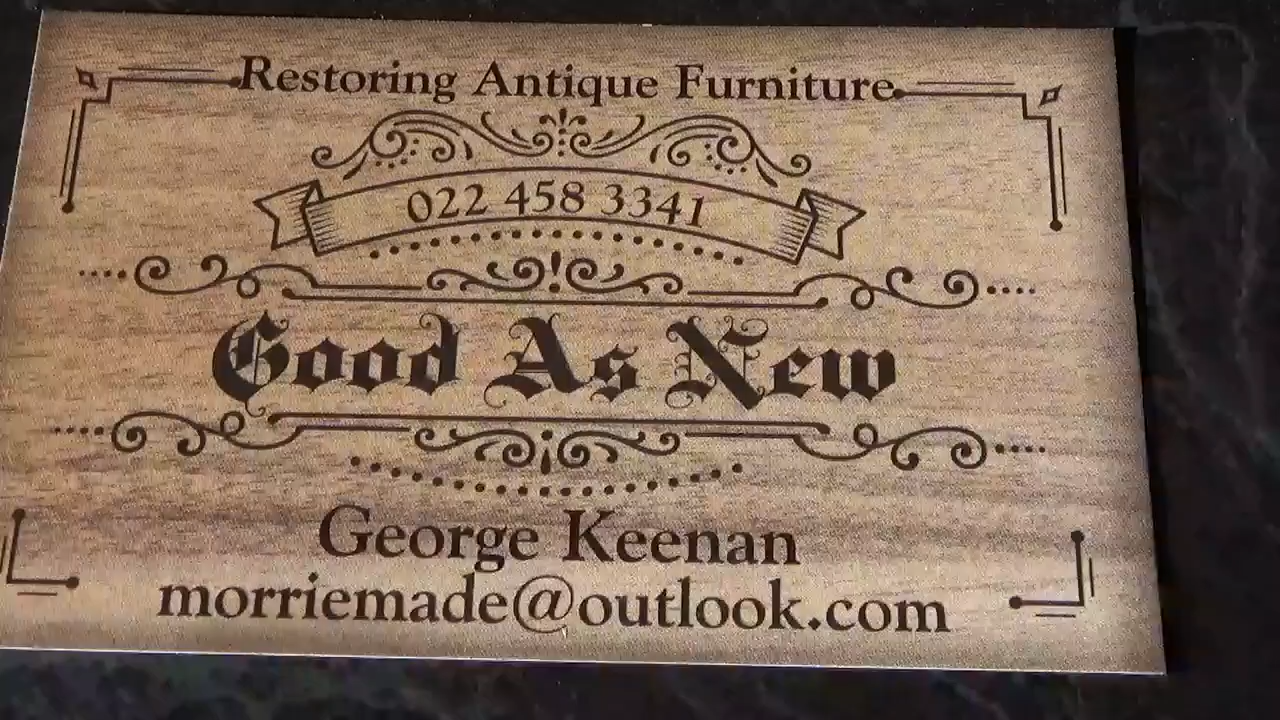 Restoring Antique Furniture
022 458 3341
Good As New
George Keenan
morriemade@outlook.com